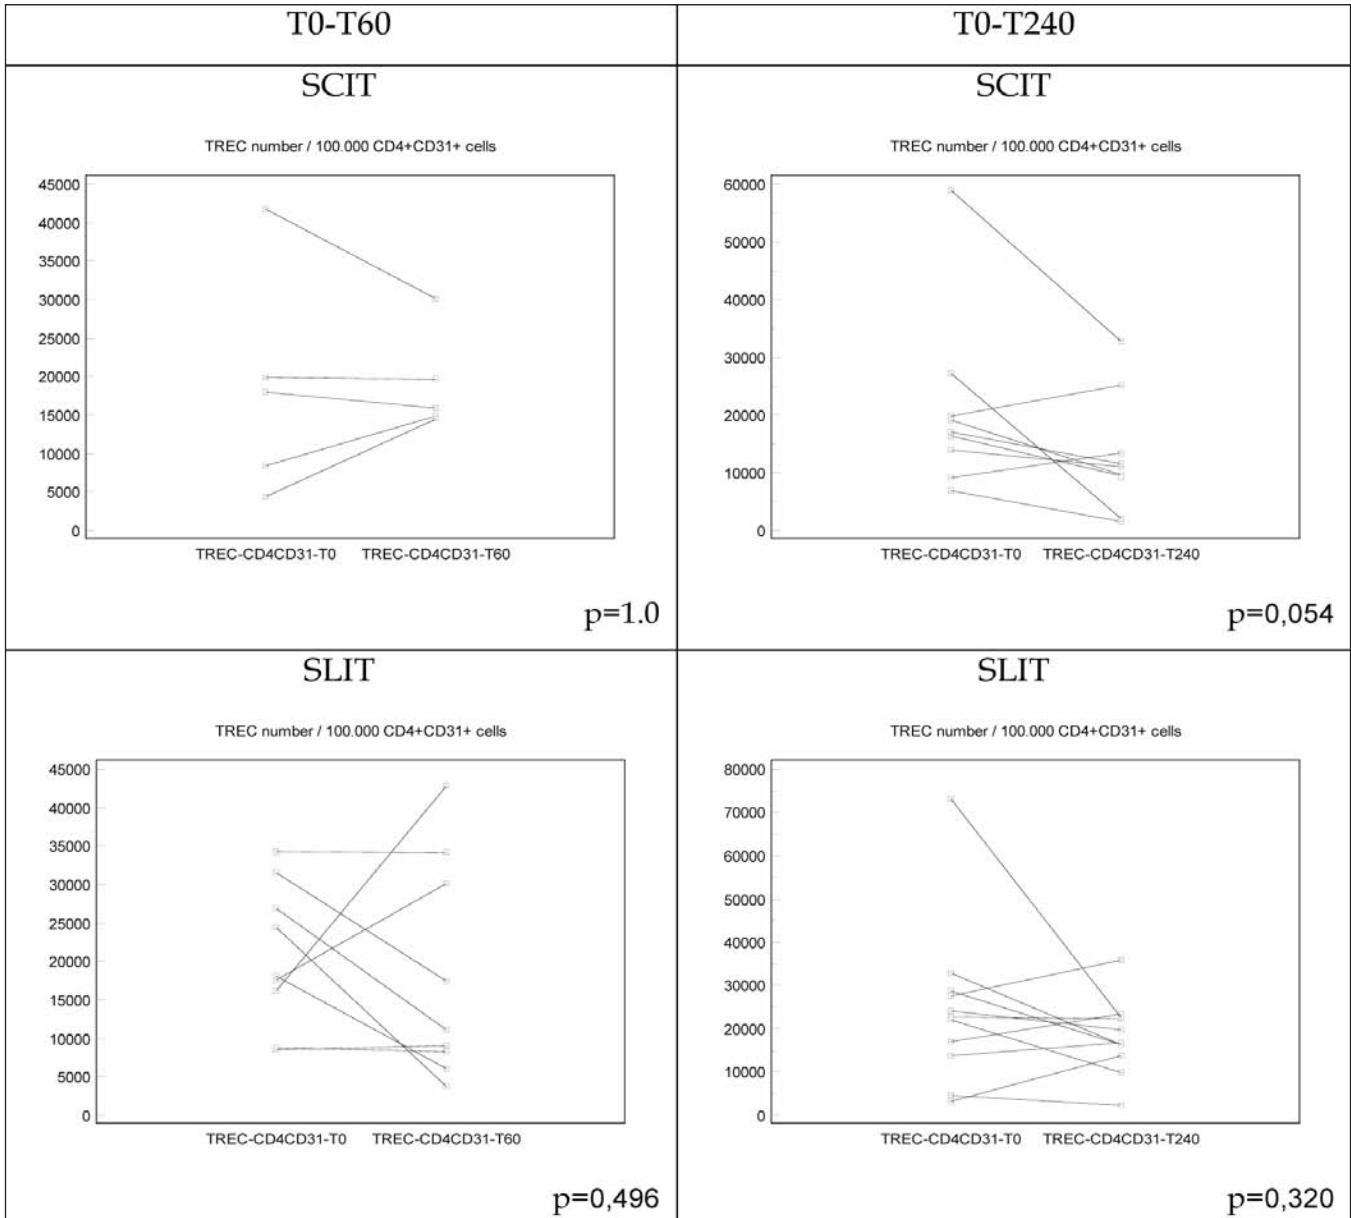 T0-T60
T0-T240
SCIT
TREC number / 100.000 CD4+CD31+ cells
45000
40000
35000
30000
25000
20000
15000
10000
5000
0
TREC-CD4CD31-T0 TREC-CD4CD31-T60
p=1.0
SCIT
TREC number / 100.000 CD4+CD31+ cells
60000
50000
40000
30000
20000
10000
0
TREC-CD4CD31-T0 TREC-CD4CD31-T240
p=0,054
SLIT
TREC number / 100.000 CD4+CD31+ cells
45000
40000
35000
30000
25000
20000
15000
10000
5000
0
TREC-CD4CD31-T0 TREC-CD4CD31-T60
p=0,496
SLIT
TREC number / 100.000 CD4+CD31+ cells
80000
70000
60000
50000
40000
30000
20000
10000
0
TREC-CD4CD31-T0 TREC-CD4CD31-T240
p=0,320